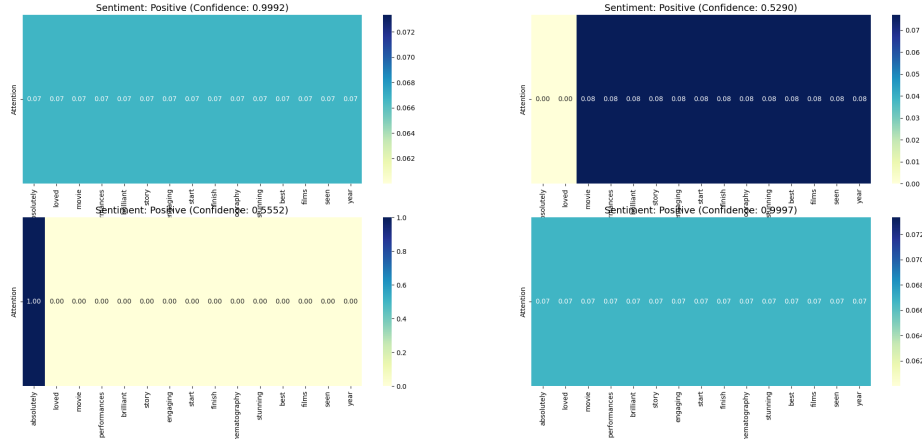 Sentiment: Positive (Confidence: 0.9992)
Attention
0.07 0.07 0.07 0.07 0.07 0.07 0.07 0.07 0.07 0.07 0.07 0.07 0.07 0.07 0.07
0.072
0.070
0.068
0.066
0.064
0.062
solutely
loved
movie
mances
brilliant
story
engaging
start
finish
tography
stunning
best
films
seen
year
Sentiment: Positive (Confidence: 0.5290)
Attention
0.00 0.00 0.08 0.08 0.08 0.08 0.08 0.08 0.08 0.08 0.08 0.08 0.08 0.08 0.08
0.07
0.06
0.05
0.04
0.03
0.02
0.01
0.00
solutely
loved
movie
mances
brilliant
story
engaging
start
finish
tography
stunning
best
films
seen
year
Sentiment: Positive (Confidence: 0.5552)
Attention
1.00 0.00 0.00 0.00 0.00 0.00 0.00 0.00 0.00 0.00 0.00 0.00 0.00 0.00 0.00
1.0
0.8
0.6
0.4
0.2
0.0
absolutely
loved
movie
performances
brilliant
story
engaging
start
finish
nematography
stunning
best
films
seen
year
Sentiment: Positive (Confidence: 0.9997)
Attention
0.07 0.07 0.07 0.07 0.07 0.07 0.07 0.07 0.07 0.07 0.07 0.07 0.07 0.07 0.07
0.072
0.070
0.068
0.066
0.064
0.062
absolutely
loved
movie
performances
brilliant
story
engaging
start
finish
nematography
stunning
best
films
seen
year